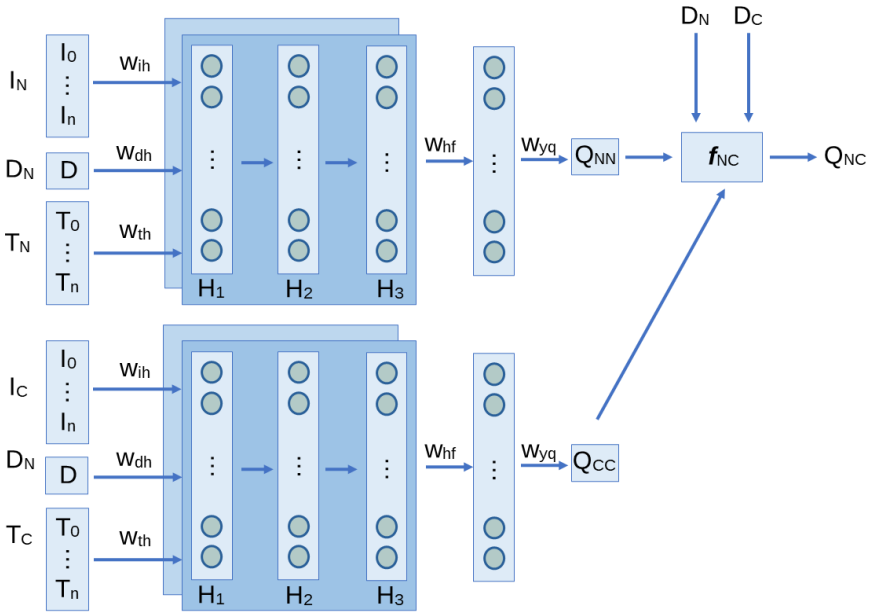 D_N D_C
I_N I_0 ⋮ I_n w_ih
D_N D w_dh
T_N T_0 ⋮ T_n w_th
H_1 H_2 H_3
w_hf
w_yq
Q_NN
f_NC
Q_NC
I_C I_0 ⋮ I_n w_ih
D_N D w_dh
T_C T_0 ⋮ T_n w_th
H_1 H_2 H_3
w_hf
w_yq
Q_CC